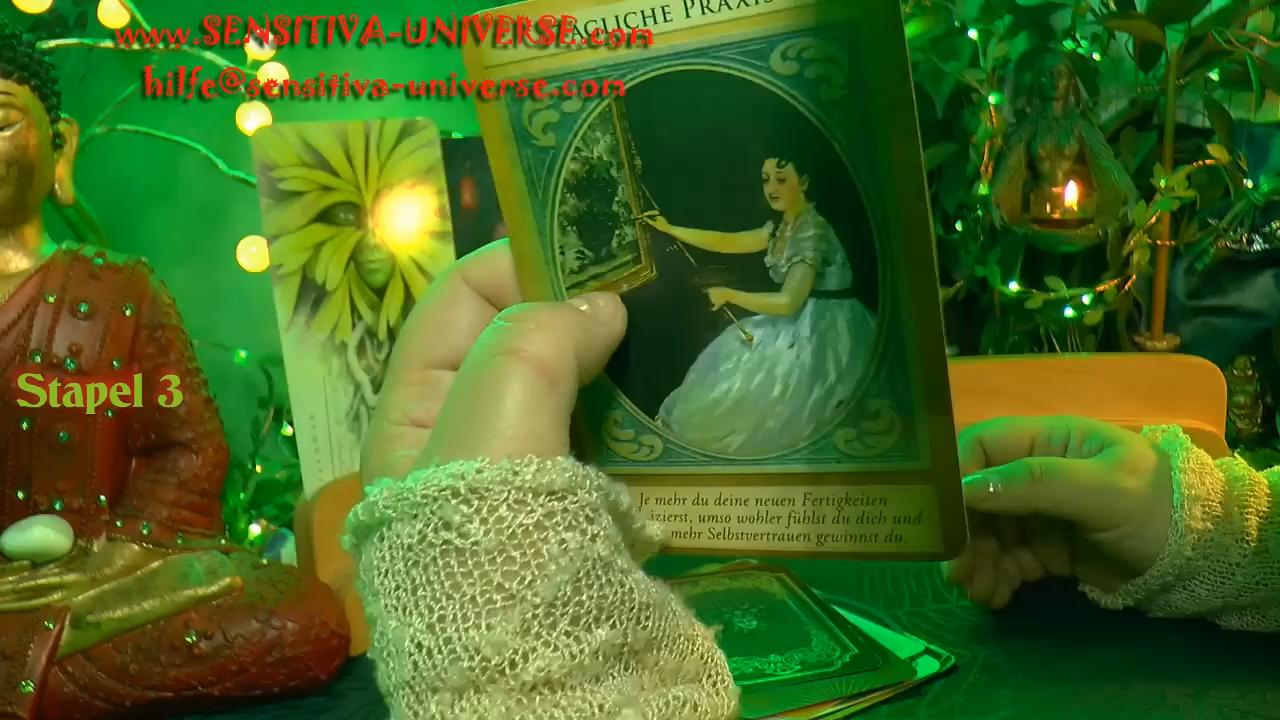 www.SENSITIVA-UNIVERSE.com
PRAXIS
hilfe@sensitiva-universe.com
Stapel 3
Je mehr du deine neuen Fertigkeiten
umso wohler fühlst du dich und
mehr Selbstvertrauen gewinnst du.